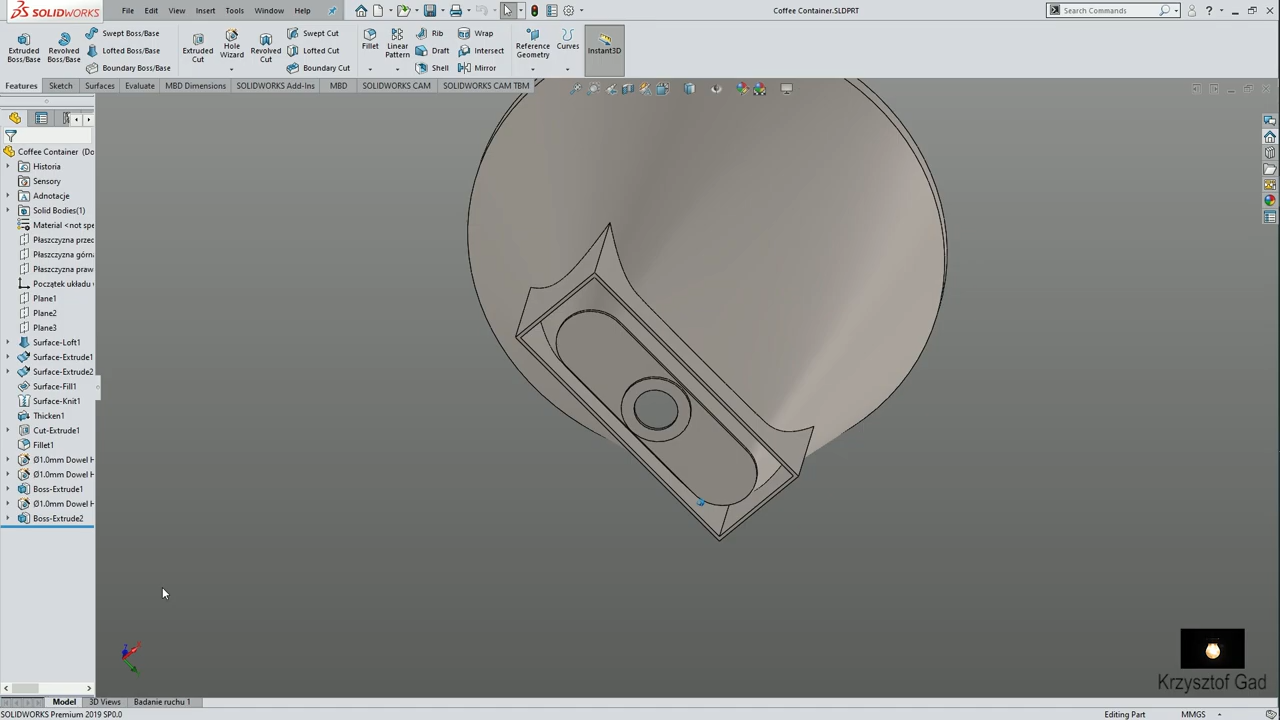 SOLIDWORKS
File
Edit
View
Insert
Tools
Window
Help
Coffee Container.SLDPRT
Search Commands
Extruded Boss/Base
Revolved Boss/Base
Swept Boss/Base
Lofted Boss/Base
Boundary Boss/Base
Extruded Cut
Hole Wizard
Revolved Cut
Swept Cut
Lofted Cut
Boundary Cut
Fillet
Linear Pattern
Rib
Draft
Shell
Wrap
Intersect
Mirror
Reference Geometry
Curves
Instant3D
Features
Sketch
Surfaces
Evaluate
MBD Dimensions
SOLIDWORKS Add-Ins
MBD
SOLIDWORKS CAM
SOLIDWORKS CAM TBM
Coffee Container (Do
Historia
Sensory
Adnotacje
Solid Bodies(1)
Material <not spe
Płaszczyzna przec
Płaszczyzna górna
Płaszczyzna praw
Początek układu w
Plane1
Plane2
Plane3
Surface-Loft1
Surface-Extrude1
Surface-Extrude2
Surface-Fill1
Surface-Knit1
Thicken1
Cut-Extrude1
Fillet1
Ø1.0mm Dowel H
Ø1.0mm Dowel H
Boss-Extrude1
Ø1.0mm Dowel H
Boss-Extrude2
Krzysztof Gad
Model
3D Views
Badanie ruchu 1
SOLIDWORKS Premium 2019 SP0.0
Editing Part
MMGS